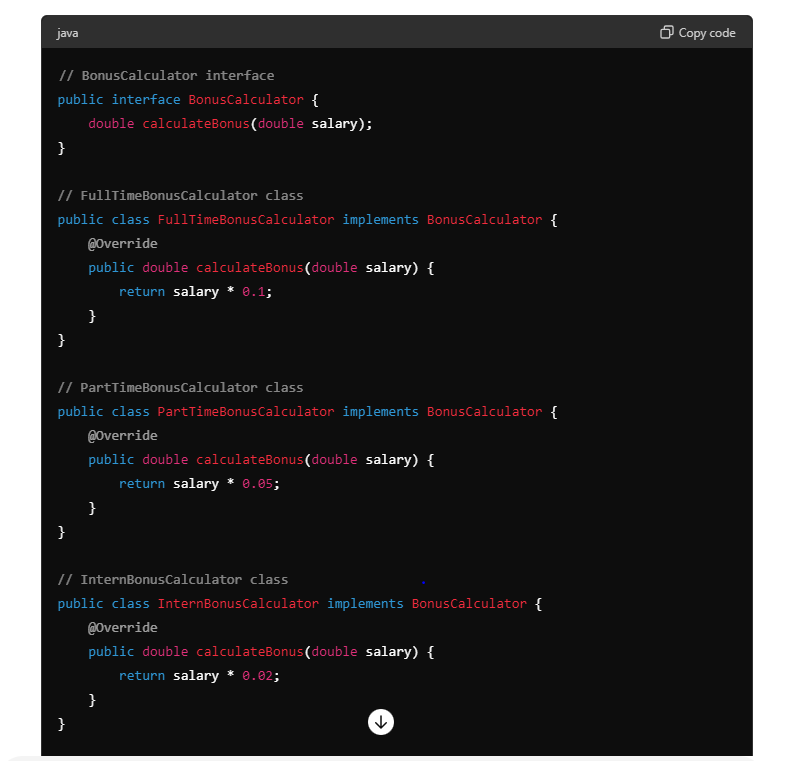 java
Copy code
// BonusCalculator interface
public interface BonusCalculator {
    double calculateBonus(double salary);
}

// FullTimeBonusCalculator class
public class FullTimeBonusCalculator implements BonusCalculator {
    @Override
    public double calculateBonus(double salary) {
        return salary * 0.1;
    }
}

// PartTimeBonusCalculator class
public class PartTimeBonusCalculator implements BonusCalculator {
    @Override
    public double calculateBonus(double salary) {
        return salary * 0.05;
    }
}

// InternBonusCalculator class
public class InternBonusCalculator implements BonusCalculator {
    @Override
    public double calculateBonus(double salary) {
        return salary * 0.02;
    }
}